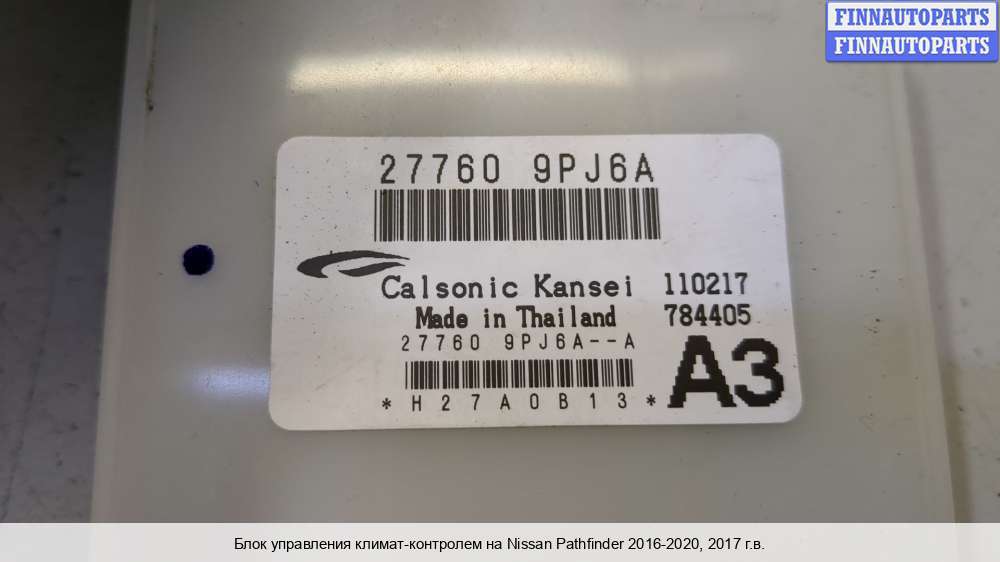 FINNAUTOPARTS
FINNAUTOPARTS
27760 9PJ6A
Calsonic Kansei 110217
Made in Thailand 784405
27760 9PJ6A--A
A3
*H27A0B13*
Блок управления климат-контролем на Nissan Pathfinder 2016-2020, 2017 г.в.